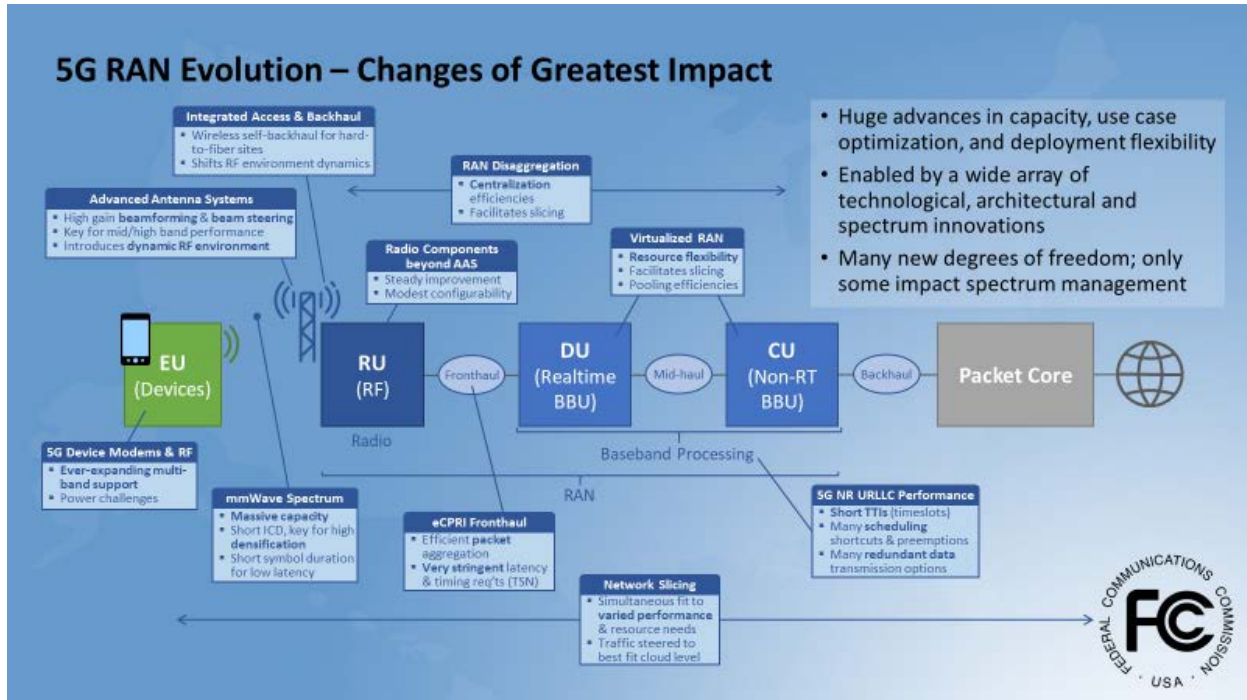 5G RAN Evolution – Changes of Greatest Impact
Integrated Access & Backhaul
▪ Wireless self-backhaul for hard-
to-fiber sites
▪ Shifts RF environment dynamics
Advanced Antenna Systems
▪ High gain beamforming & beam steering
▪ Key for mid/high band performance
▪ Introduces dynamic RF environment
RAN Disaggregation
▪ Centralization
efficiencies
▪ Facilitates slicing
Radio Components
beyond AAS
▪ Steady improvement
▪ Modest configurability
Virtualized RAN
▪ Resource flexibility
▪ Facilitates slicing
▪ Pooling efficiencies
• Huge advances in capacity, use case
optimization, and deployment flexibility
• Enabled by a wide array of
technological, architectural and
spectrum innovations
• Many new degrees of freedom; only
some impact spectrum management
EU
(Devices)
RU
(RF)
Fronthaul
DU
(Realtime
BBU)
Mid-haul
CU
(Non-RT
BBU)
Backhaul
Packet Core
Radio
Baseband Processing
RAN
5G Device Modems & RF
▪ Ever-expanding multi-
band support
▪ Power challenges
mmWave Spectrum
▪ Massive capacity
▪ Short ICD, key for high
densification
▪ Short symbol duration
for low latency
eCPRI Fronthaul
▪ Efficient packet
aggregation
▪ Very stringent latency
& timing req'ts (TSN)
5G NR URLLC Performance
▪ Short TTIs (timeslots)
▪ Many scheduling
shortcuts & preemptions
▪ Many redundant data
transmission options
Network Slicing
▪ Simultaneous fit to
varied performance
& resource needs
▪ Traffic steered to
best fit cloud level
FEDERAL COMMUNICATIONS COMMISSION
FCC
· USA ·